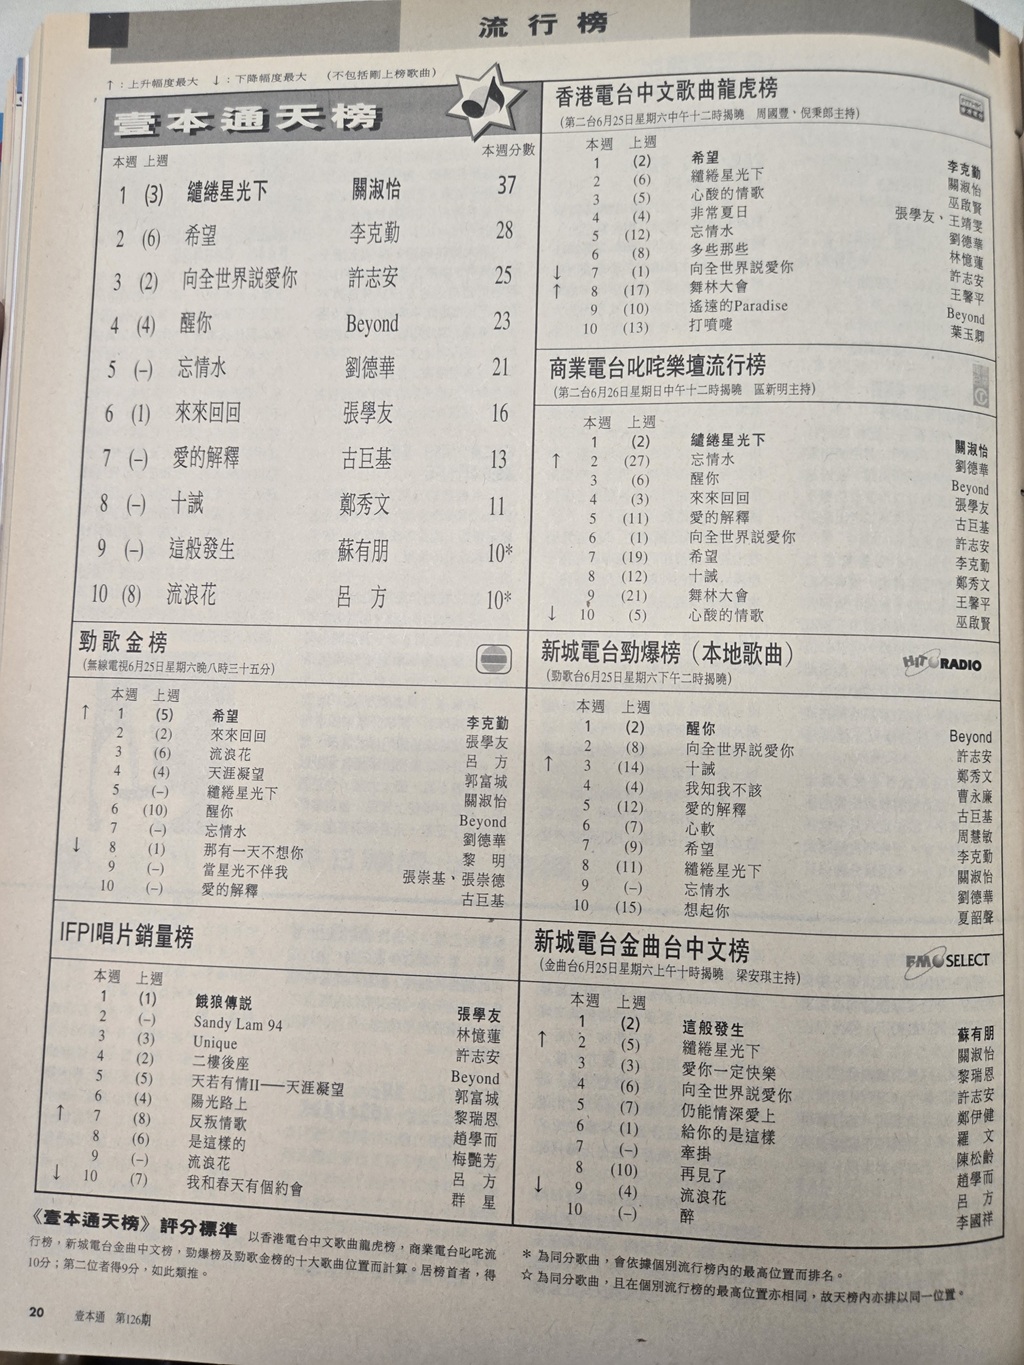 流行榜
↑：上升幅度最大　↓：下降幅度最大　（不包括剛上榜歌曲）
壹本通天榜
本週 上週 本週分數
1 (3) 繾綣星光下 關淑怡 37
2 (6) 希望 李克勤 28
3 (2) 向全世界説愛你 許志安 25
4 (4) 醒你 Beyond 23
5 (–) 忘情水 劉德華 21
6 (1) 來來回回 張學友 16
7 (–) 愛的解釋 古巨基 13
8 (–) 十誡 鄭秀文 11
9 (–) 這般發生 蘇有朋 10*
10 (8) 流浪花 呂　方 10*
勁歌金榜
（無線電視6月25日星期六晚八時三十五分）
本週 上週
↑ 1 (5) 希望 李克勤
2 (2) 來來回回 張學友
3 (6) 流浪花 呂　方
4 (4) 天涯凝望 郭富城
5 (–) 繾綣星光下 關淑怡
6 (10) 醒你 Beyond
7 (–) 忘情水 劉德華
↓ 8 (1) 那有一天不想你 黎　明
9 (–) 當星光不伴我 張崇基、張崇德
10 (–) 愛的解釋 古巨基
IFPI唱片銷量榜
本週 上週
1 (1) 餓狼傳説 張學友
2 (–) Sandy Lam 94 林憶蓮
3 (3) Unique 許志安
4 (2) 二樓後座 Beyond
5 (5) 天若有情II──天涯凝望 郭富城
6 (4) 陽光路上 黎瑞恩
↑ 7 (8) 反叛情歌 趙學而
8 (6) 是這樣的 梅艷芳
9 (–) 流浪花 呂　方
↓ 10 (7) 我和春天有個約會 群　星
香港電台中文歌曲龍虎榜
（第二台6月25日星期六中午十二時揭曉　周國豐、倪秉郎主持）
本週 上週
1 (2) 希望 李克勤
2 (6) 繾綣星光下 關淑怡
3 (5) 心酸的情歌 巫啟賢
4 (4) 非常夏日 張學友、王靖雯
5 (12) 忘情水 劉德華
6 (8) 多些那些 林憶蓮
↓ 7 (1) 向全世界説愛你 許志安
↑ 8 (17) 舞林大會 王馨平
9 (10) 遙遠的Paradise Beyond
10 (13) 打噴嚏 葉玉卿
商業電台叱咤樂壇流行榜
（第二台6月26日星期日中午十二時揭曉　區新明主持）
本週 上週
1 (2) 繾綣星光下 關淑怡
↑ 2 (27) 忘情水 劉德華
3 (6) 醒你 Beyond
4 (3) 來來回回 張學友
5 (11) 愛的解釋 古巨基
6 (1) 向全世界説愛你 許志安
7 (19) 希望 李克勤
8 (12) 十誡 鄭秀文
9 (21) 舞林大會 王馨平
↓ 10 (5) 心酸的情歌 巫啟賢
新城電台勁爆榜（本地歌曲）
HIT RADIO
（勁歌台6月25日星期六下午二時揭曉）
本週 上週
1 (2) 醒你 Beyond
2 (8) 向全世界説愛你 許志安
↑ 3 (14) 十誡 鄭秀文
4 (4) 我知我不該 曹永廉
5 (12) 愛的解釋 古巨基
6 (7) 心軟 周慧敏
7 (9) 希望 李克勤
8 (11) 繾綣星光下 關淑怡
9 (–) 忘情水 劉德華
10 (15) 想起你 夏韶聲
新城電台金曲台中文榜
FM SELECT
（金曲台6月25日星期六上午十時揭曉　梁安琪主持）
本週 上週
1 (2) 這般發生 蘇有朋
↑ 2 (5) 繾綣星光下 關淑怡
3 (3) 愛你一定快樂 黎瑞恩
4 (6) 向全世界説愛你 許志安
5 (7) 仍能情深愛上 鄭伊健
6 (1) 給你的是這樣 羅　文
7 (–) 牽掛 陳松齡
8 (10) 再見了 趙學而
↓ 9 (4) 流浪花 呂　方
10 (–) 醉 李國祥
《壹本通天榜》評分標準　以香港電台中文歌曲龍虎榜，商業電台叱咤流
行榜，新城電台金曲中文榜，勁爆榜及勁歌金榜的十大歌曲位置而計算。居榜首者，得
10分；第二位者得9分，如此類推。
＊ 為同分歌曲，會依據個別流行榜內的最高位置而排名。
☆ 為同分歌曲，且在個別流行榜的最高位置亦相同，故天榜內亦排以同一位置。
20　壹本通　第126期